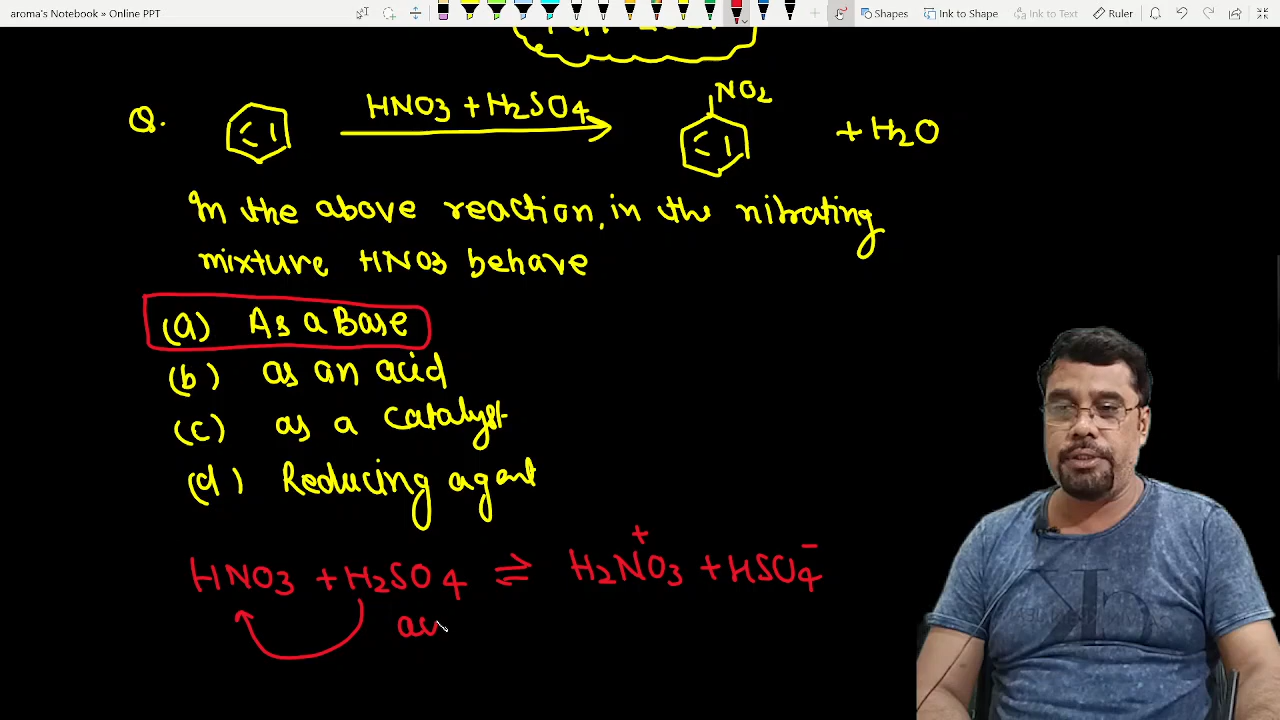 aroma's Notebook » Online PPT
Shapes Ink to Shape Ink to Text Ruler
Q. HNO3 + H2SO4 NO2 + H2O
In the above reaction, in the nitrating
mixture HNO3 behave
(a) As a Base
(b) as an acid
(c) as a catalyst
(d) Reducing agent
HNO3 + H2SO4 ⇌ H2NO3+ + HSO4−